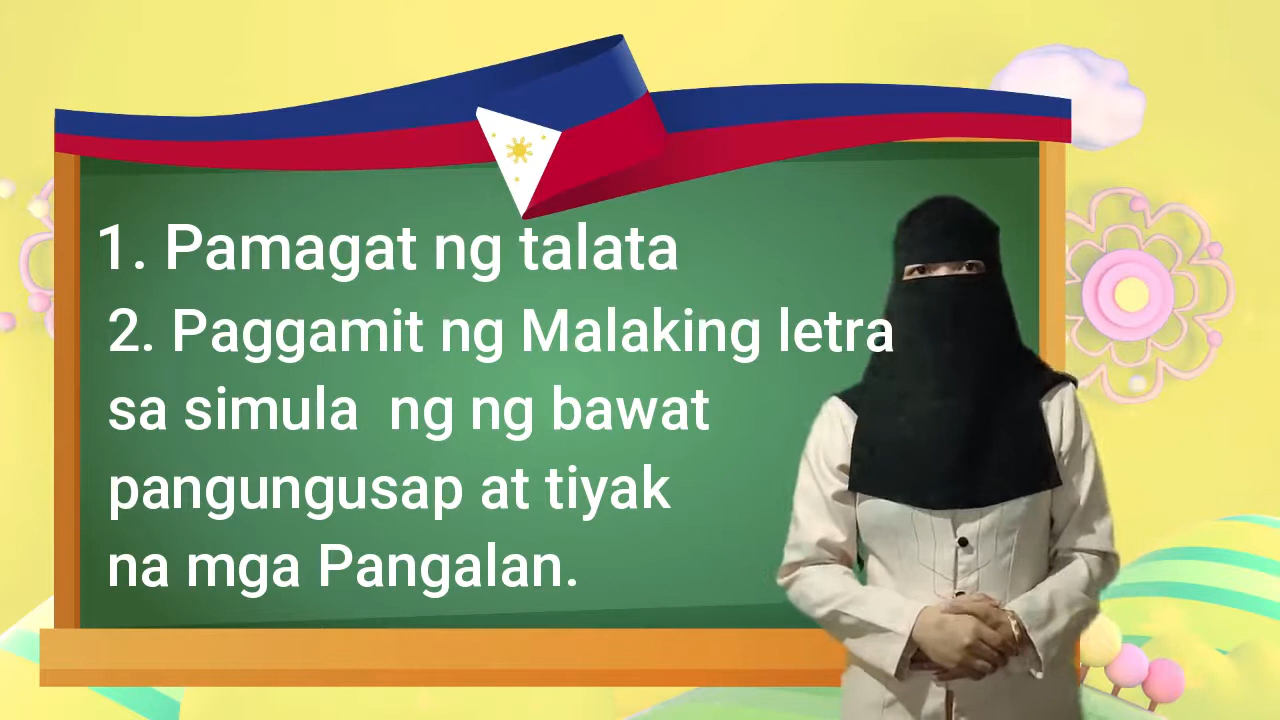 1. Pamagat ng talata
2. Paggamit ng Malaking letra
sa simula ng ng bawat
pangungusap at tiyak
na mga Pangalan.